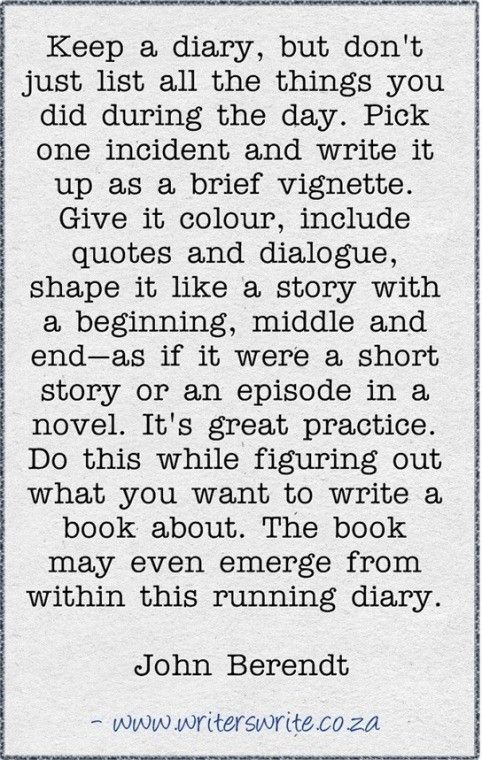 Keep a diary, but don't
just list all the things you
did during the day. Pick
one incident and write it
up as a brief vignette.
Give it colour, include
quotes and dialogue,
shape it like a story with
a beginning, middle and
end—as if it were a short
story or an episode in a
novel. It's great practice.
Do this while figuring out
what you want to write a
book about. The book
may even emerge from
within this running diary.
John Berendt
- www.writerswrite.co.za